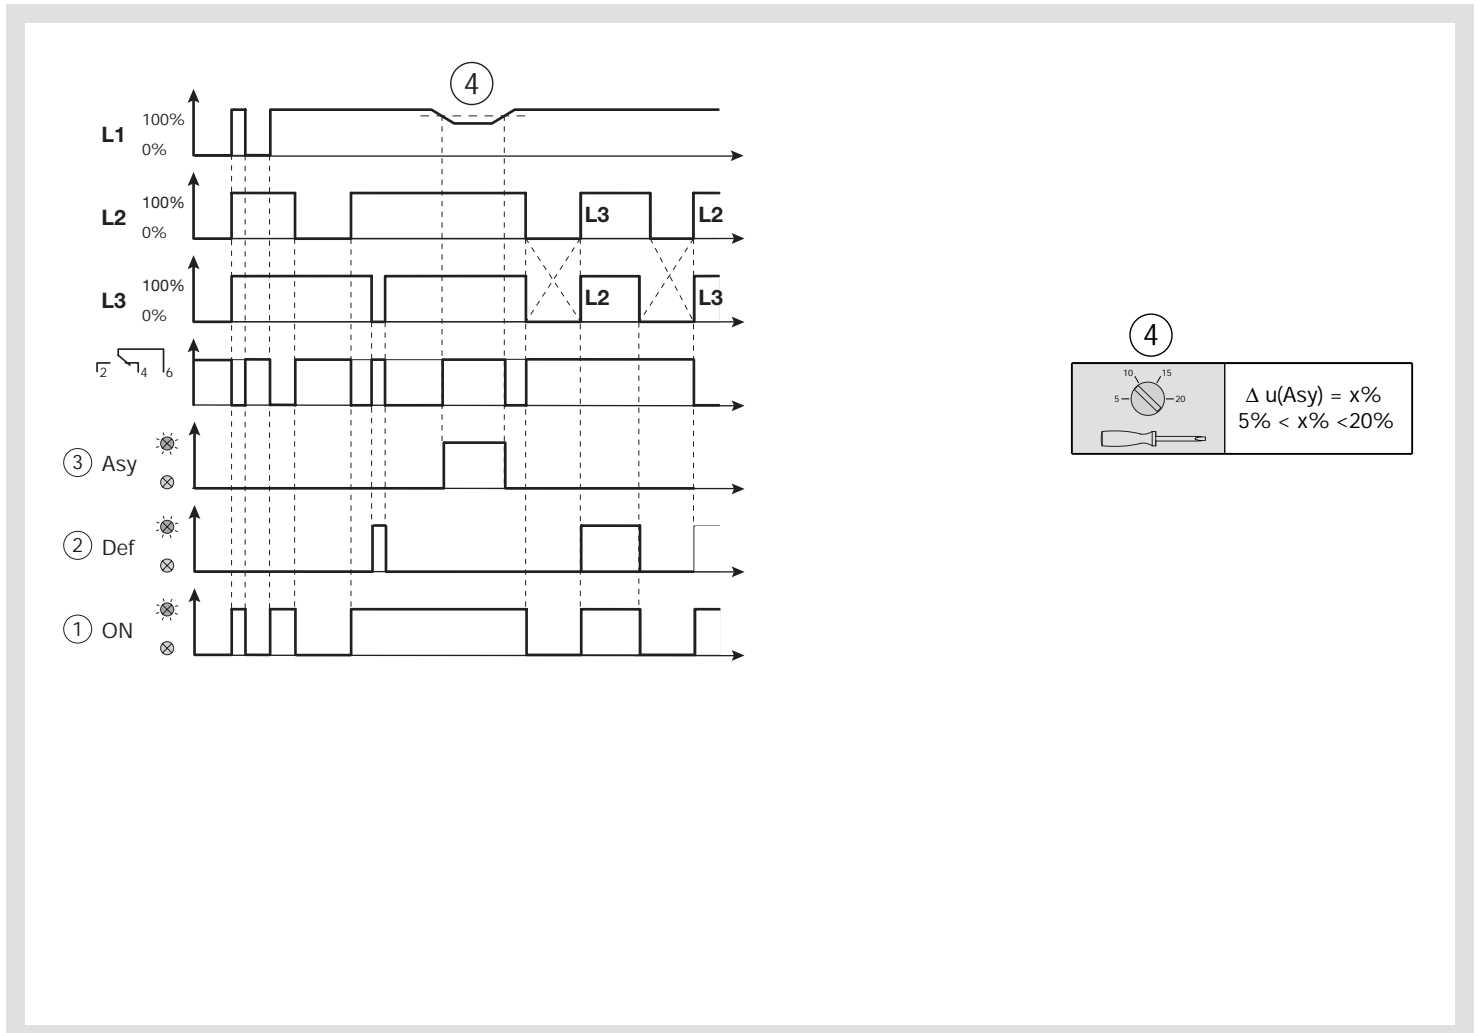 4
L1 100%
0%
L2 100%
0%
L3 L2
L3 100%
0%
L2 L3
2 4 6
3 Asy
2 Def
1 ON
4
10 15
5 20
Δ u(Asy) = x%
5% < x% <20%